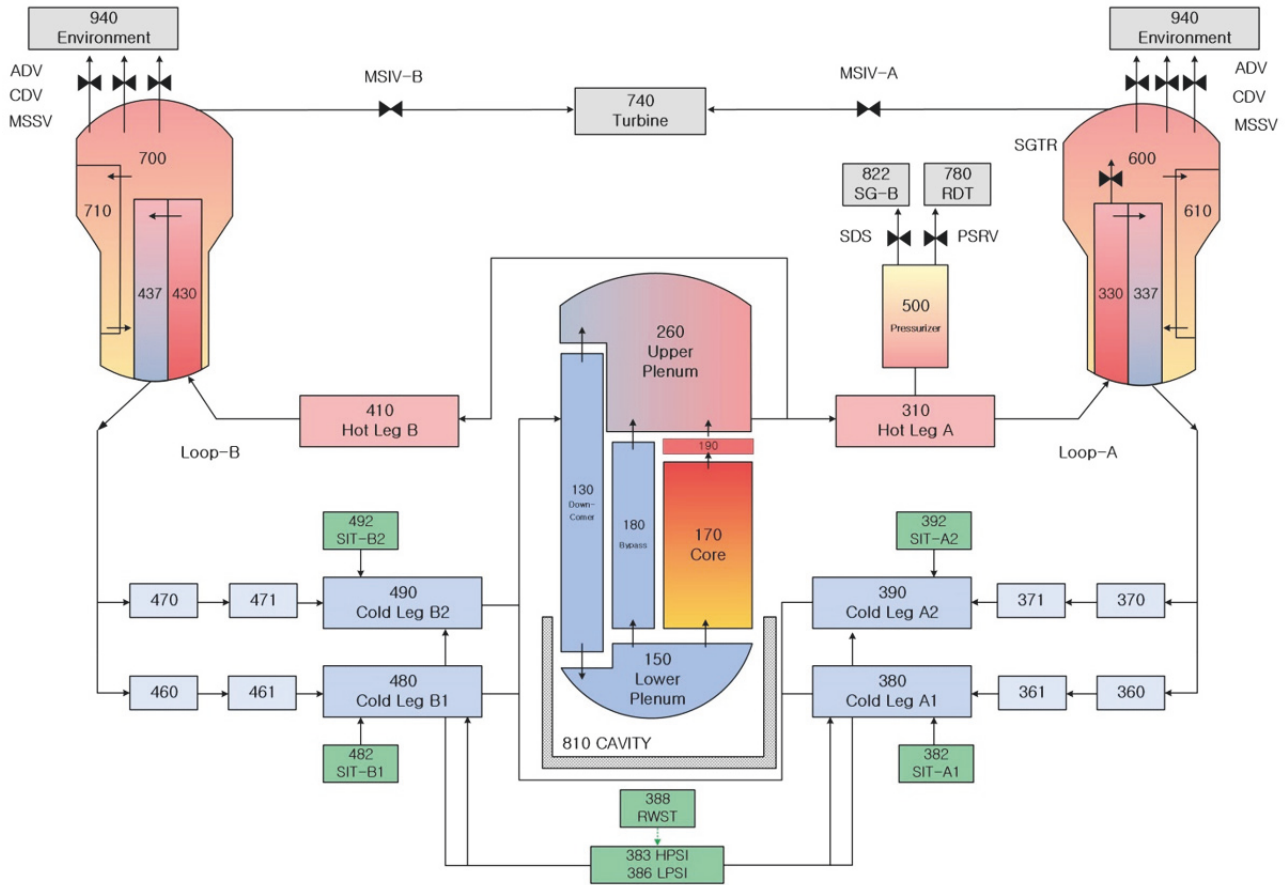 940
Environment
940
Environment
ADV
CDV
MSSV
MSIV-B
740
Turbine
MSIV-A
ADV
CDV
MSSV
SGTR
700
600
710
610
822
SG-B
780
RDT
SDS
PSRV
437
430
330
337
500
Pressurizer
260
Upper
Plenum
410
Hot Leg B
310
Hot Leg A
Loop-B
Loop-A
190
130
Down-
Comer
180
Bypass
170
Core
492
SIT-B2
392
SIT-A2
470
471
490
Cold Leg B2
390
Cold Leg A2
371
370
150
Lower
Plenum
460
461
480
Cold Leg B1
380
Cold Leg A1
361
360
810 CAVITY
482
SIT-B1
382
SIT-A1
388
RWST
383 HPSI
386 LPSI